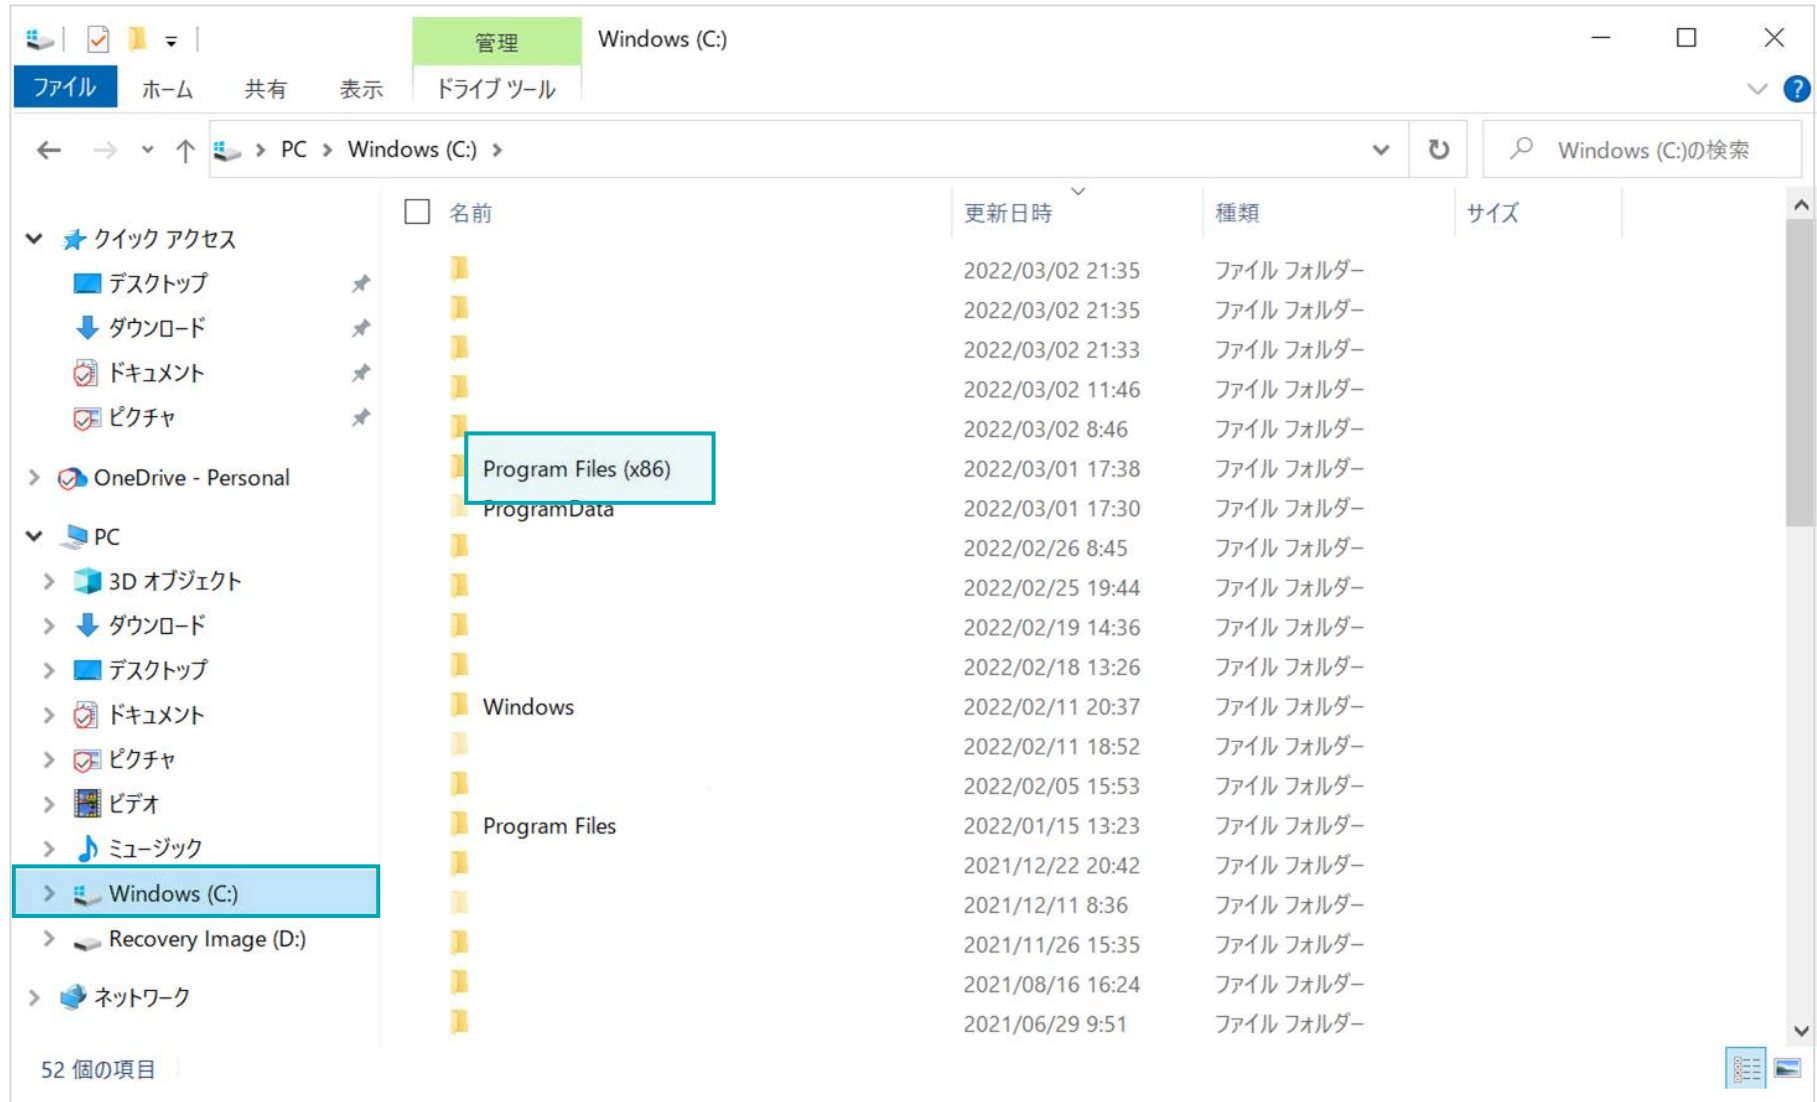 管理
Windows (C:)
ファイル
ホーム
共有
表示
ドライブ ツール
?
PC
Windows (C:)
Windows (C:)の検索
名前
更新日時
種類
サイズ
クイック アクセス
デスクトップ
ダウンロード
ドキュメント
ピクチャ
OneDrive - Personal
PC
3D オブジェクト
ダウンロード
デスクトップ
ドキュメント
ピクチャ
ビデオ
ミュージック
Windows (C:)
Recovery Image (D:)
ネットワーク
2022/03/02 21:35 ファイル フォルダー
2022/03/02 21:35 ファイル フォルダー
2022/03/02 21:33 ファイル フォルダー
2022/03/02 11:46 ファイル フォルダー
2022/03/02 8:46 ファイル フォルダー
Program Files (x86) 2022/03/01 17:38 ファイル フォルダー
ProgramData 2022/03/01 17:30 ファイル フォルダー
2022/02/26 8:45 ファイル フォルダー
2022/02/25 19:44 ファイル フォルダー
2022/02/19 14:36 ファイル フォルダー
2022/02/18 13:26 ファイル フォルダー
Windows 2022/02/11 20:37 ファイル フォルダー
2022/02/11 18:52 ファイル フォルダー
2022/02/05 15:53 ファイル フォルダー
Program Files 2022/01/15 13:23 ファイル フォルダー
2021/12/22 20:42 ファイル フォルダー
2021/12/11 8:36 ファイル フォルダー
2021/11/26 15:35 ファイル フォルダー
2021/08/16 16:24 ファイル フォルダー
2021/06/29 9:51 ファイル フォルダー
52 個の項目